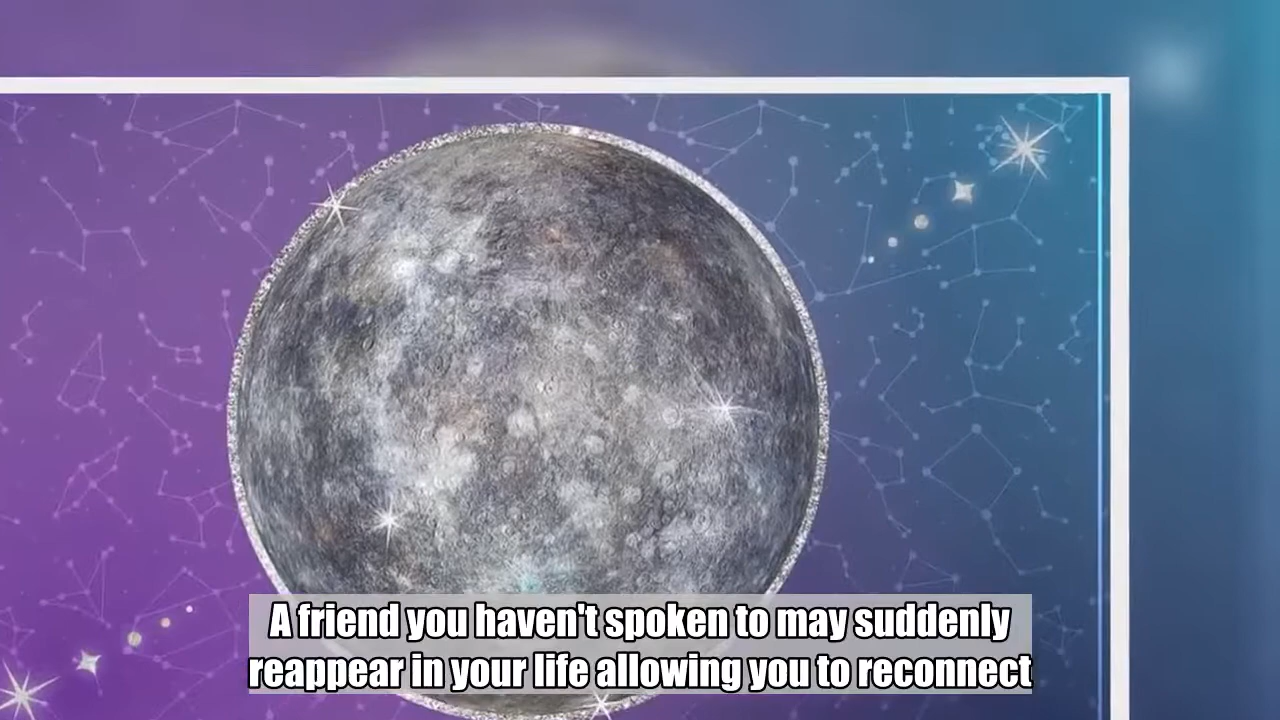 A friend you haven't spoken to may suddenly
reappear in your life allowing you to reconnect